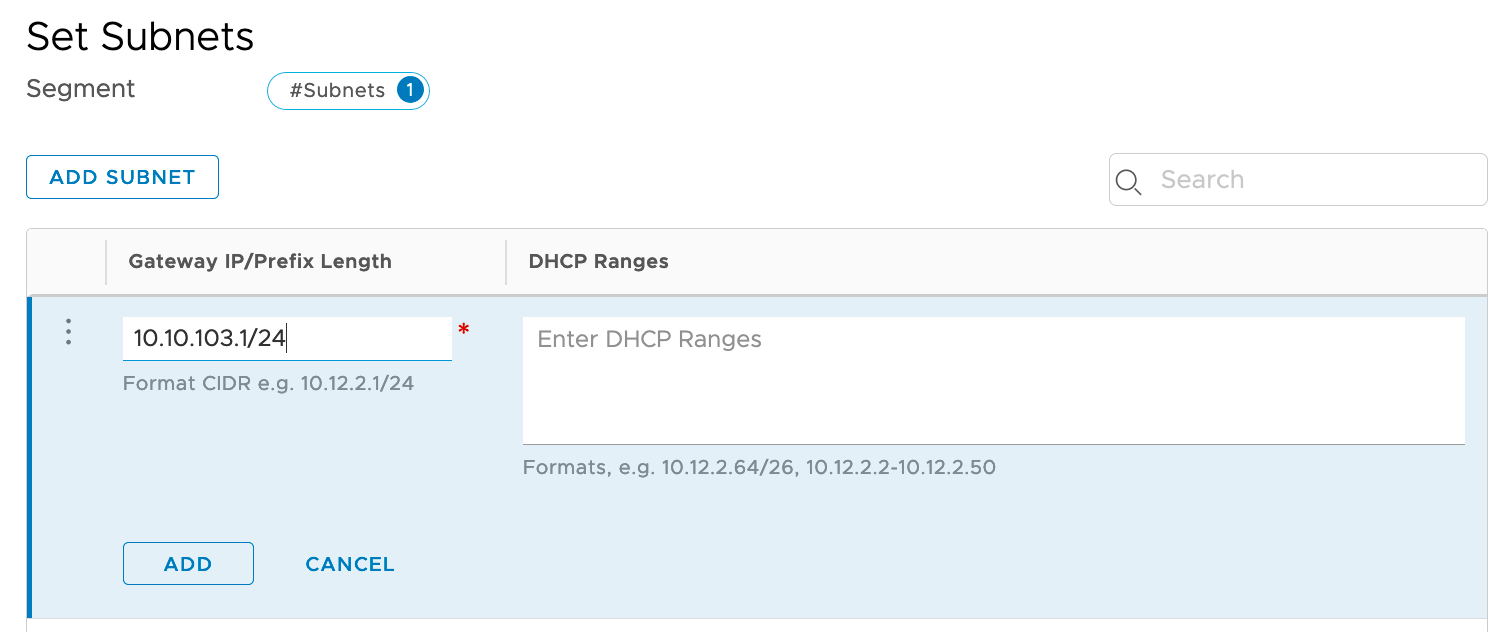 Set Subnets
Segment #Subnets 1
ADD SUBNET Search
Gateway IP/Prefix Length DHCP Ranges
10.10.103.1/24 * Enter DHCP Ranges
Format CIDR e.g. 10.12.2.1/24
Formats, e.g. 10.12.2.64/26, 10.12.2.2-10.12.2.50
ADD CANCEL